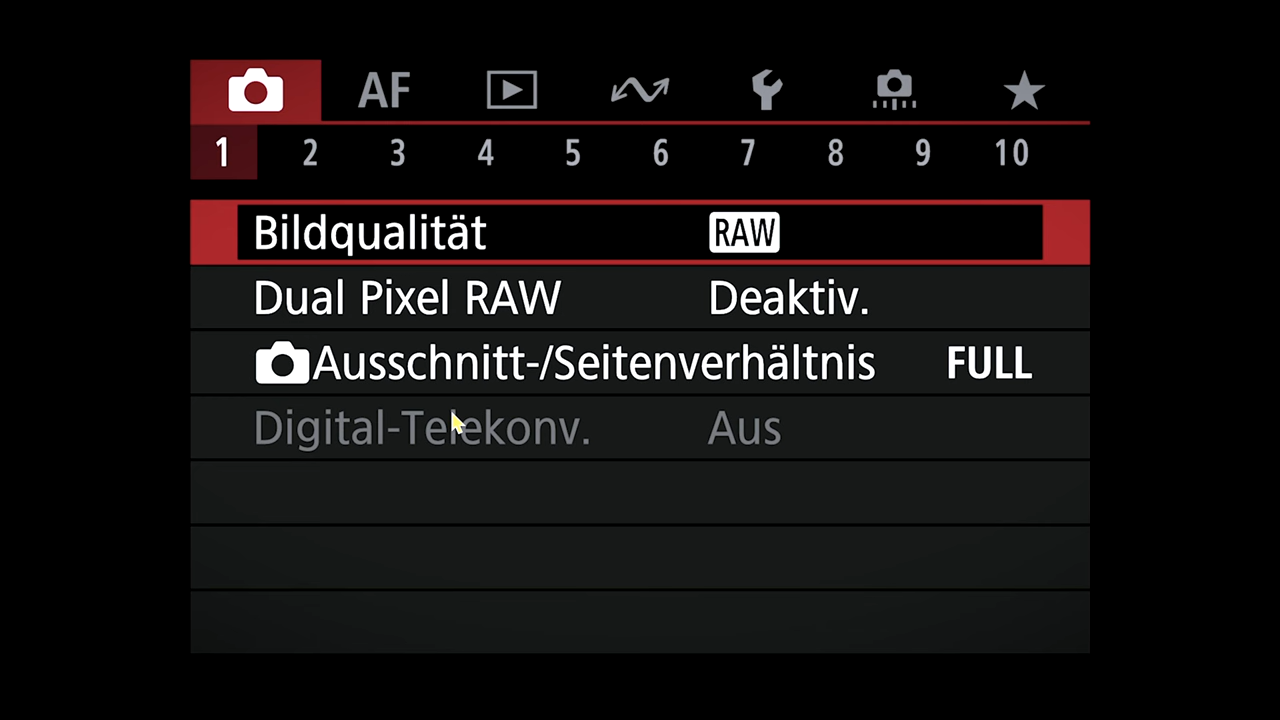 AF
1 2 3 4 5 6 7 8 9 10
Bildqualität RAW
Dual Pixel RAW Deaktiv.
Ausschnitt-/Seitenverhältnis FULL
Digital-Telekonv. Aus